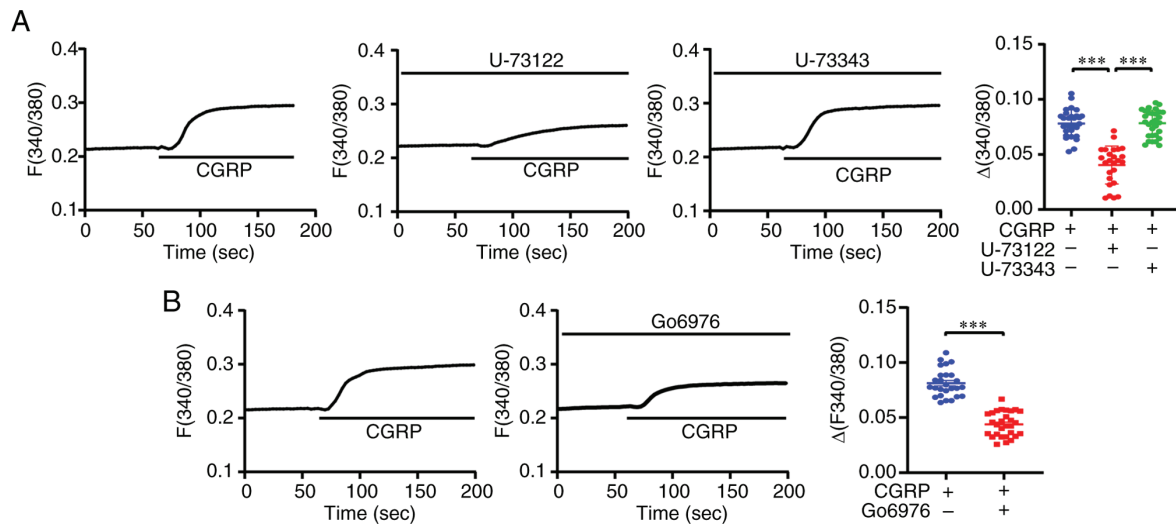 A
U-73122
U-73343
0.4
0.3
0.2
0.1
F(340/380)
CGRP
0 50 100 150 200
Time (sec)
0.4
0.3
0.2
0.1
F(340/380)
CGRP
0 50 100 150 200
Time (sec)
0.4
0.3
0.2
0.1
F(340/380)
CGRP
0 50 100 150 200
Time (sec)
0.15
0.10
0.05
0.00
Δ(340/380)
*** ***
CGRP + + +
U-73122 − + −
U-73343 − − +
B
0.4
0.3
0.2
0.1
F(340/380)
CGRP
0 50 100 150 200
Time (sec)
Go6976
0.4
0.3
0.2
0.1
F(340/380)
CGRP
0 50 100 150 200
Time (sec)
0.15
0.10
0.05
0.00
Δ(F340/380)
***
CGRP + +
Go6976 − +